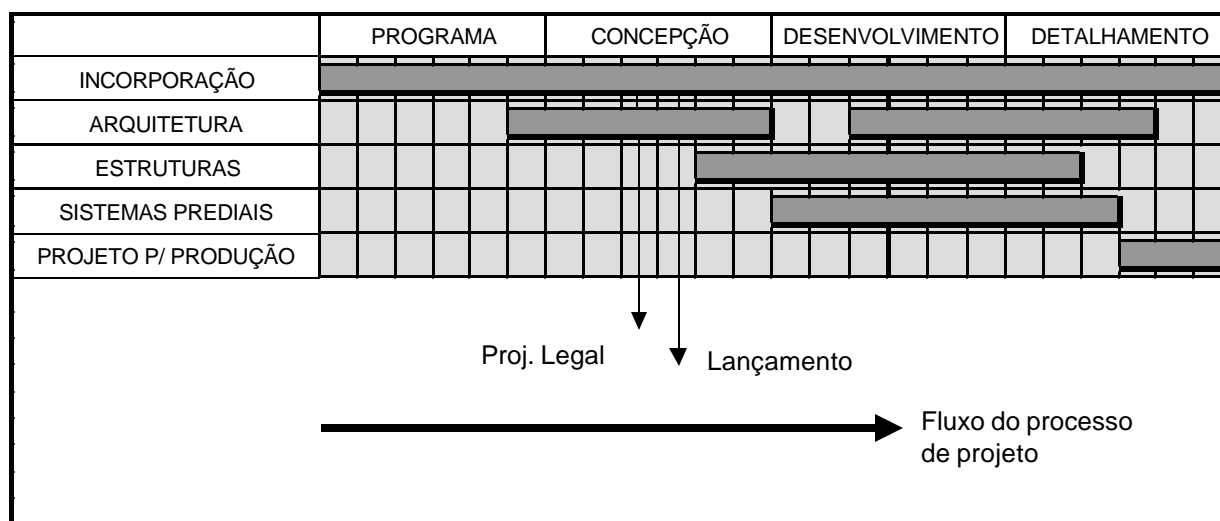 PROGRAMA CONCEPÇÃO DESENVOLVIMENTO DETALHAMENTO
INCORPORAÇÃO
ARQUITETURA
ESTRUTURAS
SISTEMAS PREDIAIS
PROJETO P/ PRODUÇÃO
Proj. Legal
Lançamento
Fluxo do processo
de projeto